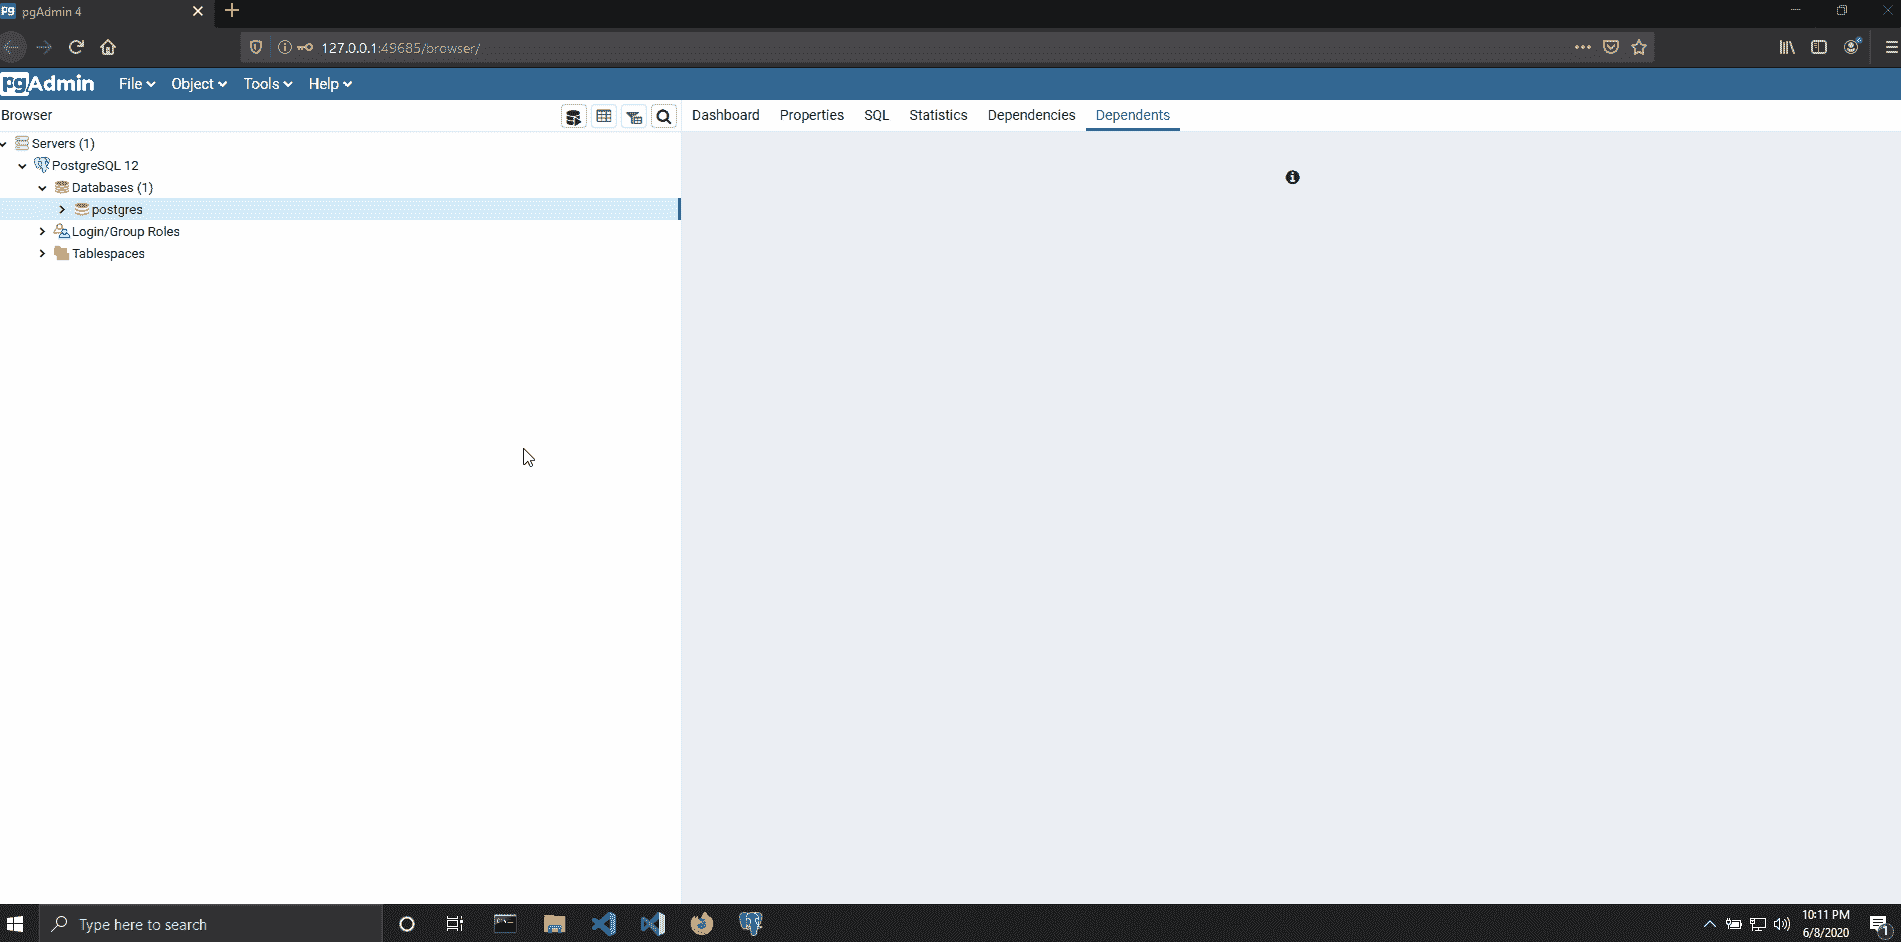 pgAdmin 4
127.0.0.1:49685/browser/
pgAdmin File Object Tools Help
Browser Dashboard Properties SQL Statistics Dependencies Dependents
Servers (1)
PostgreSQL 12
Databases (1)
postgres
Login/Group Roles
Tablespaces
Type here to search
10:11 PM
6/8/2020
1